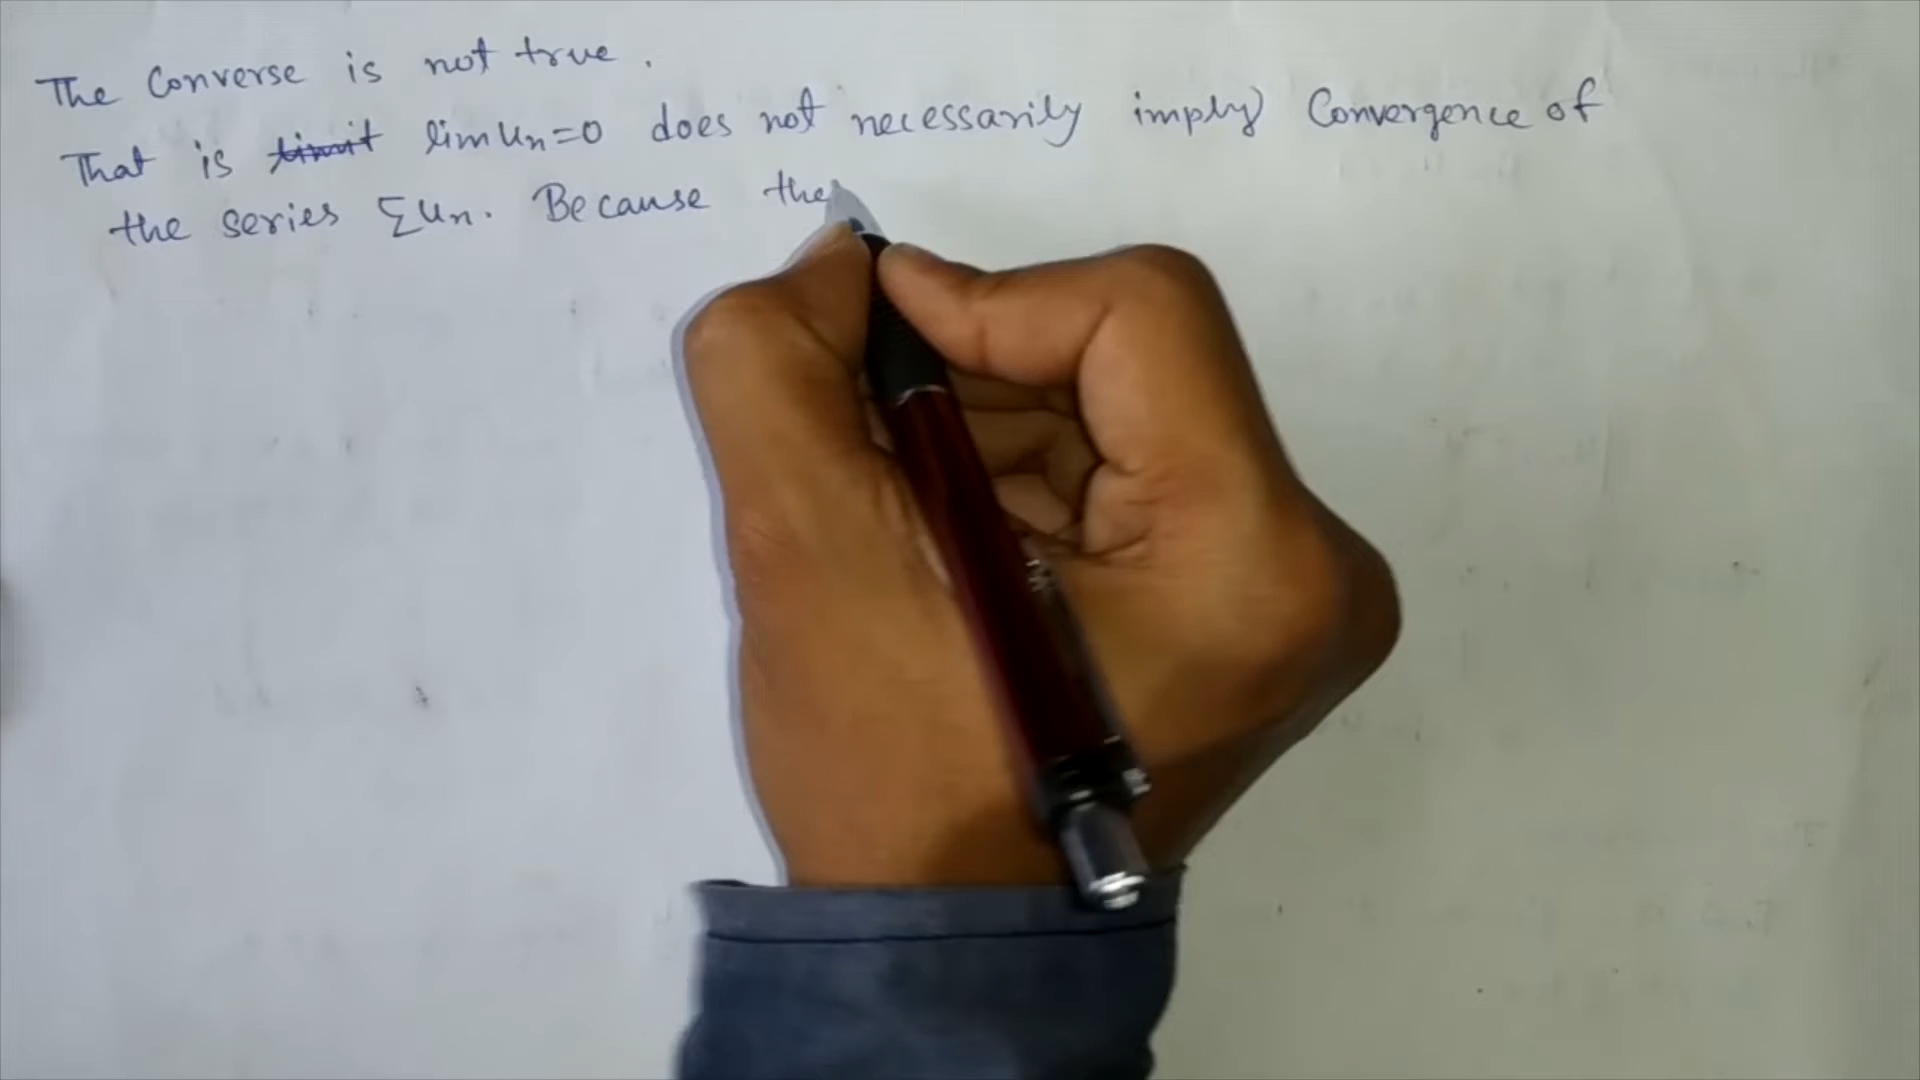 The Converse is not true.
That is limit lim uₙ=0 does not necessarily imply Convergence of
the series Σuₙ. Because the